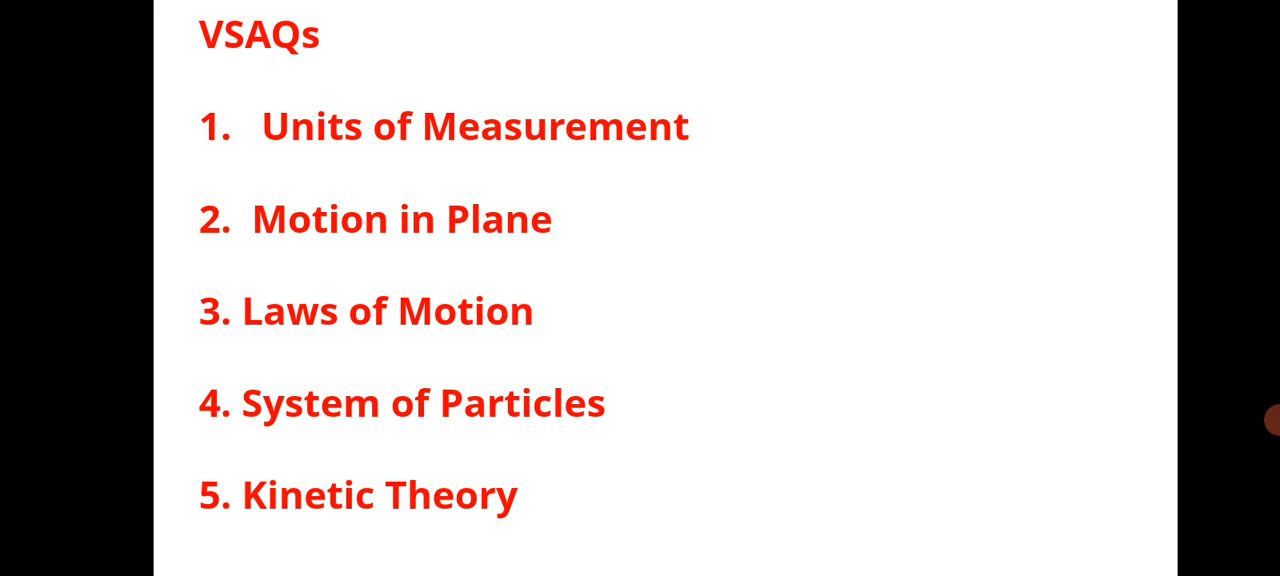 VSAQs
1. Units of Measurement
2. Motion in Plane
3. Laws of Motion
4. System of Particles
5. Kinetic Theory